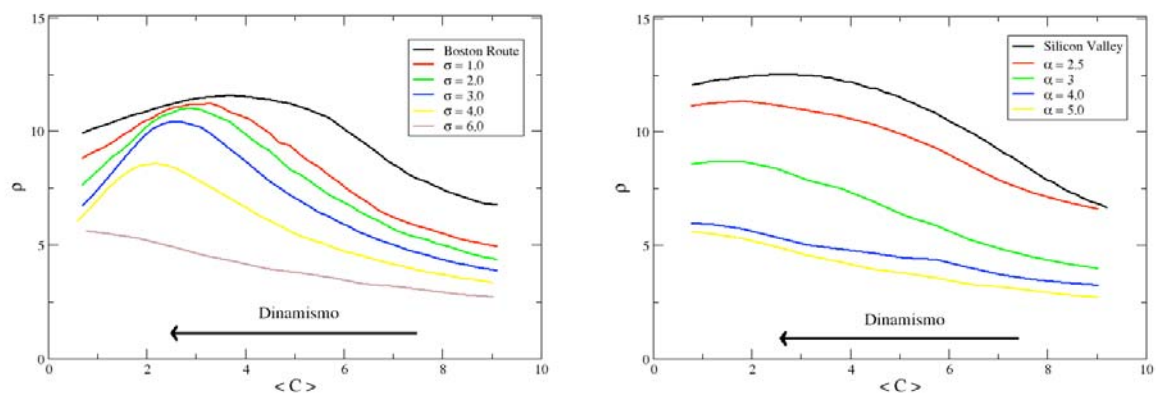 15
10
5
0
ρ
Boston Route
σ = 1.0
σ = 2.0
σ = 3.0
σ = 4.0
σ = 6.0
Dinamismo
0 2 4 6 8 10
< C >
15
10
5
0
ρ
Silicon Valley
α = 2.5
α = 3
α = 4.0
α = 5.0
Dinamismo
0 2 4 6 8 10
< C >